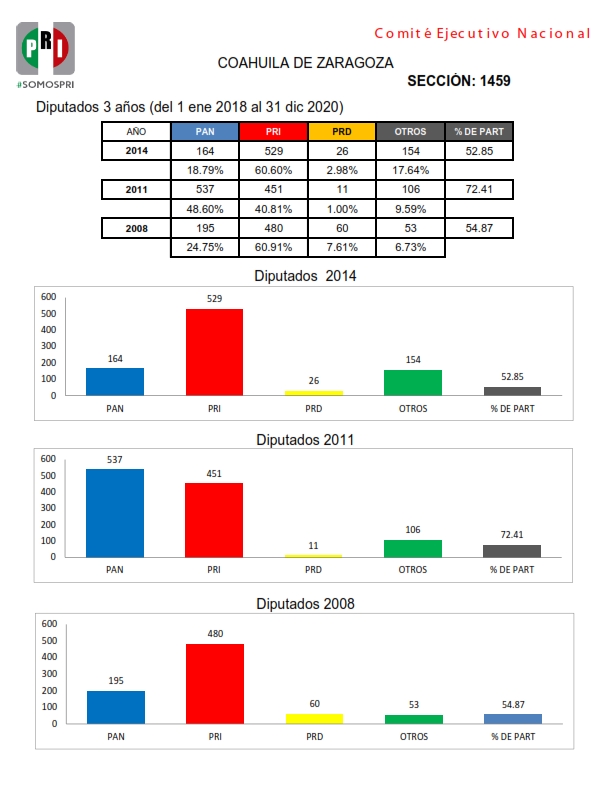 Comité Ejecutivo Nacional
PRI
#SOMOSPRI
COAHUILA DE ZARAGOZA
SECCIÓN: 1459
Diputados 3 años (del 1 ene 2018 al 31 dic 2020)
AÑO PAN PRI PRD OTROS % DE PART
2014 164 529 26 154 52.85
18.79% 60.60% 2.98% 17.64%
2011 537 451 11 106 72.41
48.60% 40.81% 1.00% 9.59%
2008 195 480 60 53 54.87
24.75% 60.91% 7.61% 6.73%
Diputados 2014
600
500
400
300
200
100
0
164 529 26 154 52.85
PAN PRI PRD OTROS % DE PART
Diputados 2011
600
500
400
300
200
100
0
537 451 11 106 72.41
PAN PRI PRD OTROS % DE PART
Diputados 2008
600
500
400
300
200
100
0
195 480 60 53 54.87
PAN PRI PRD OTROS % DE PART